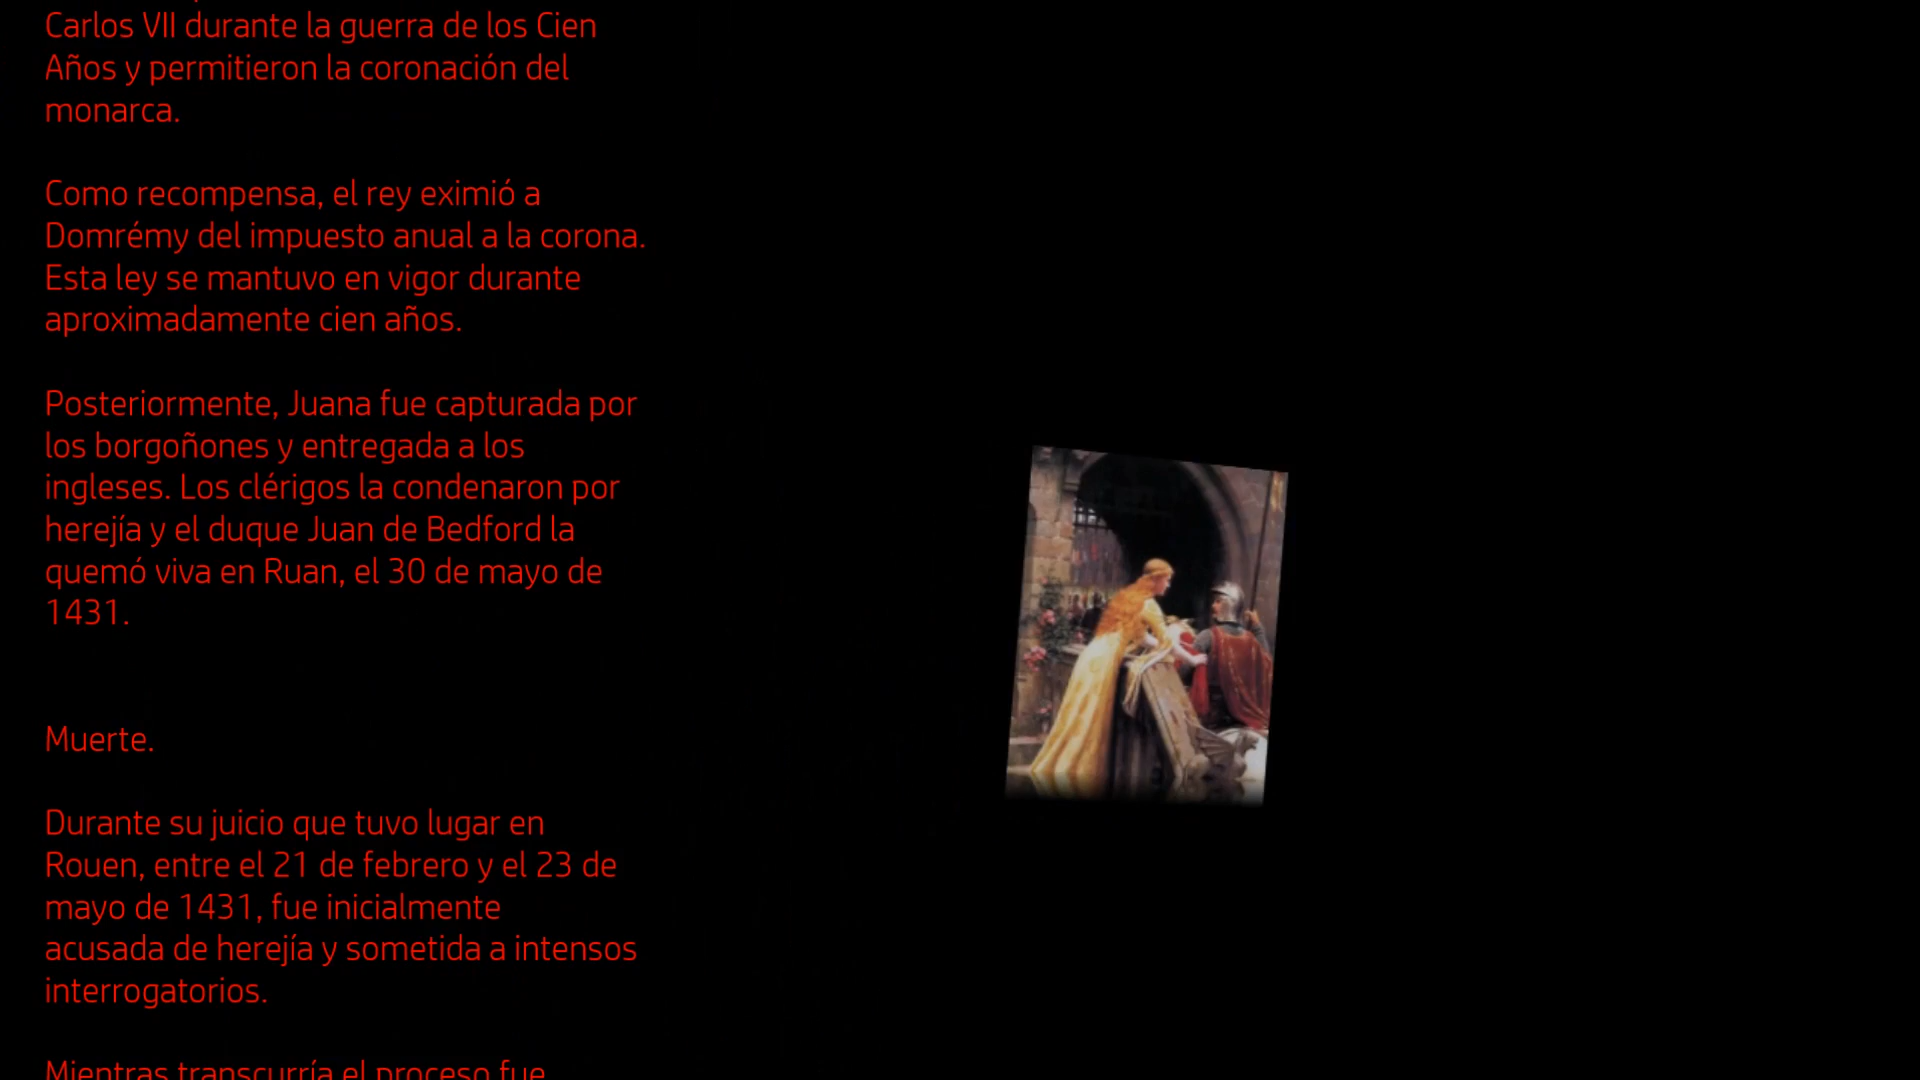 Carlos VII durante la guerra de los Cien
Años y permitieron la coronación del
monarca.
Como recompensa, el rey eximió a
Domrémy del impuesto anual a la corona.
Esta ley se mantuvo en vigor durante
aproximadamente cien años.
Posteriormente, Juana fue capturada por
los borgoñones y entregada a los
ingleses. Los clérigos la condenaron por
herejía y el duque Juan de Bedford la
quemó viva en Ruan, el 30 de mayo de
1431.
Muerte.
Durante su juicio que tuvo lugar en
Rouen, entre el 21 de febrero y el 23 de
mayo de 1431, fue inicialmente
acusada de herejía y sometida a intensos
interrogatorios.
Mientras transcurría el proceso fue